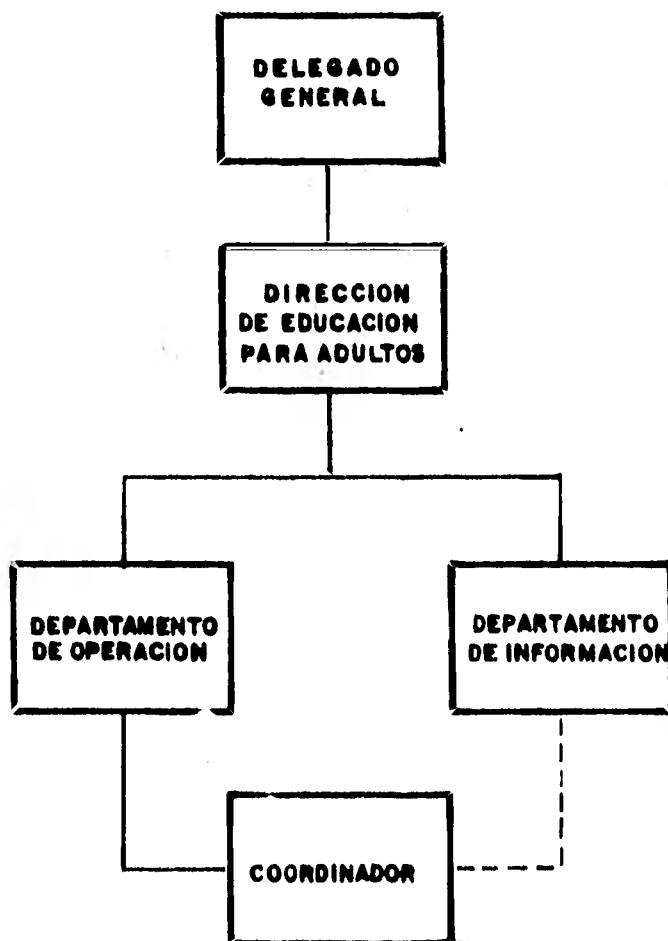 DELEGADO
GENERAL
DIRECCION
DE EDUCACION
PARA ADULTOS
DEPARTAMENTO
DE OPERACION
DEPARTAMENTO
DE INFORMACION
COORDINADOR